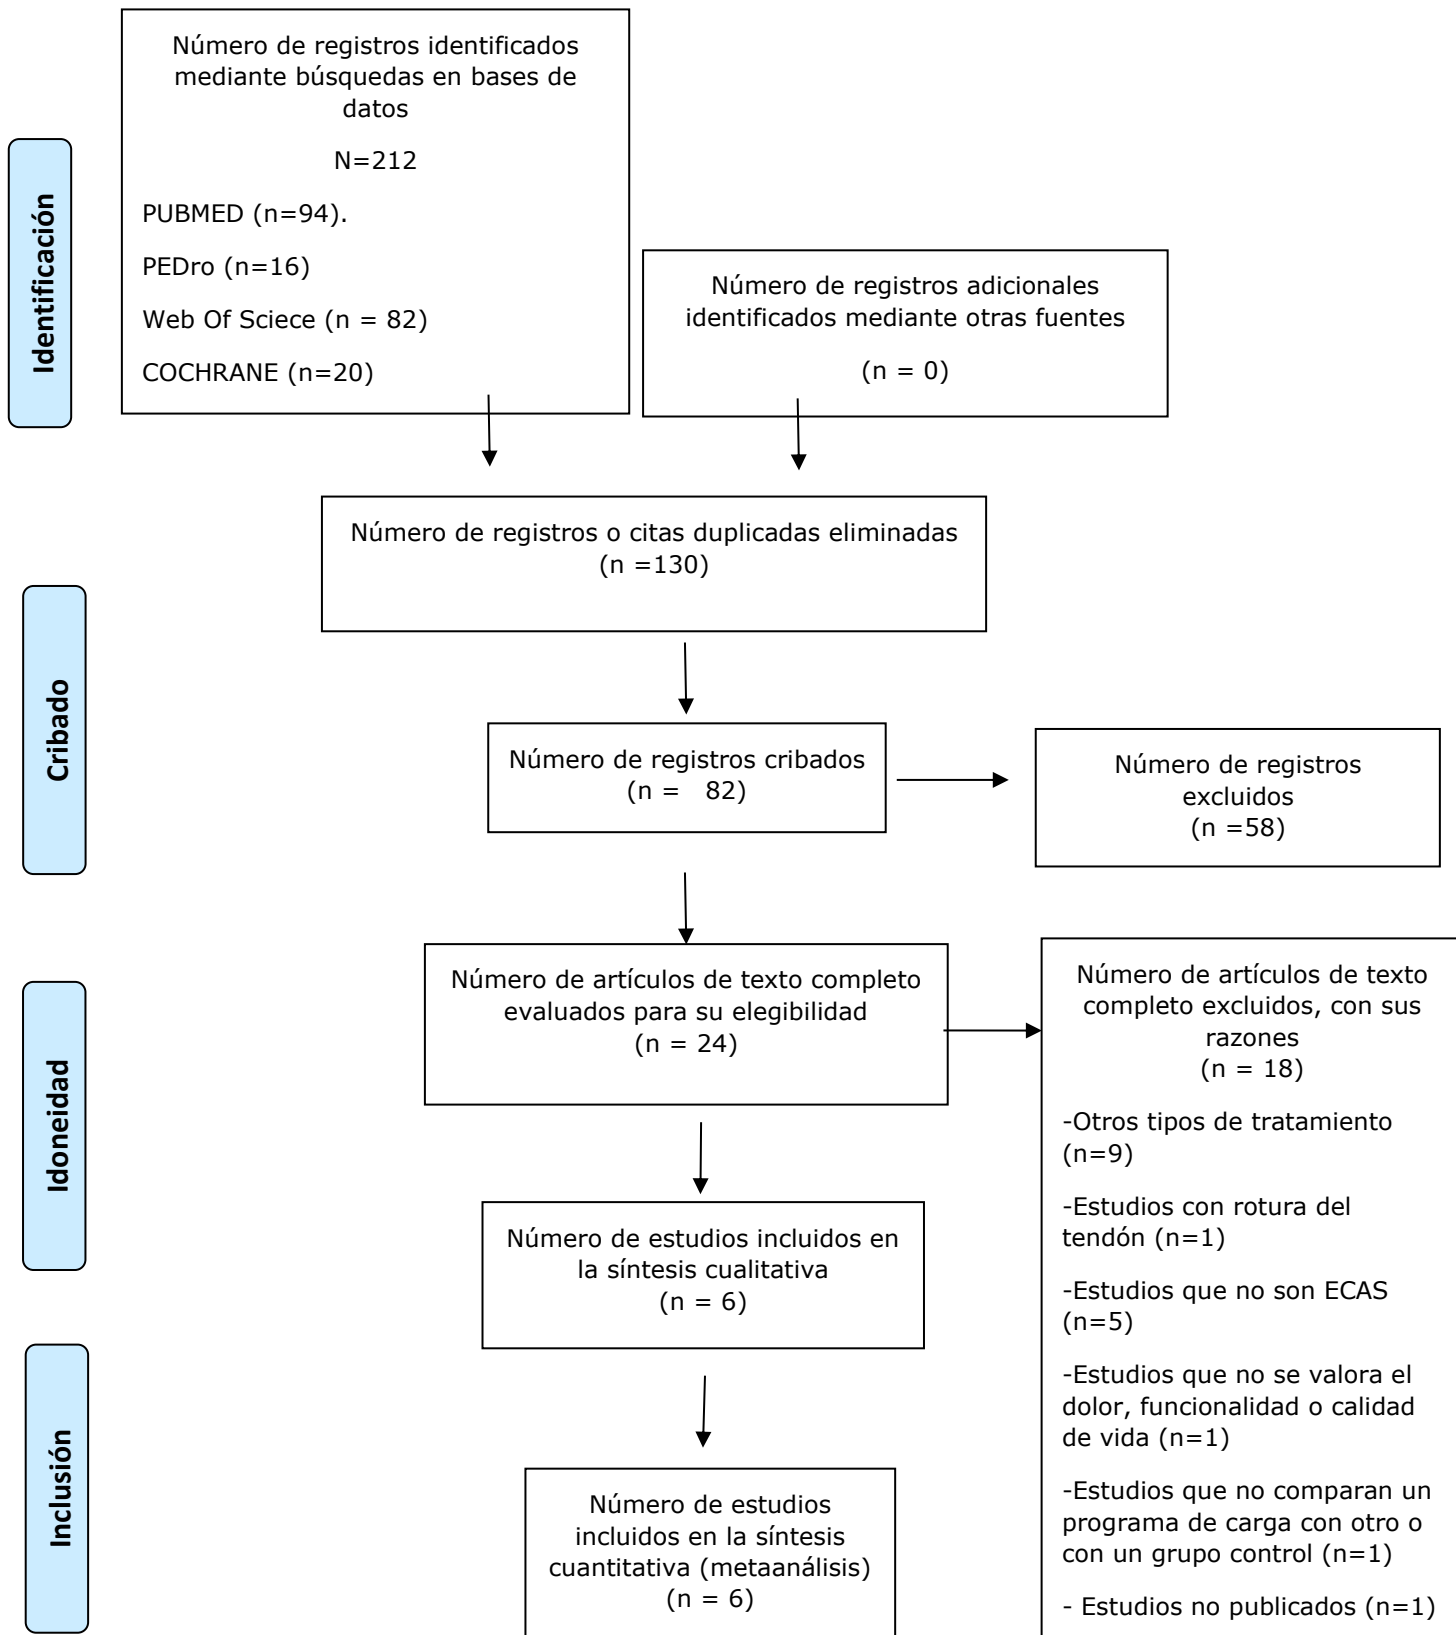 Número de registros identificados
mediante búsquedas en bases de
datos
N=212
PUBMED (n=94).
PEDro (n=16)
Web Of Sciece (n = 82)
COCHRANE (n=20)
Identificación
Número de registros adicionales
identificados mediante otras fuentes
(n = 0)
Número de registros o citas duplicadas eliminadas
(n =130)
Cribado
Número de registros cribados
(n = 82)
Número de registros
excluidos
(n =58)
Idoneidad
Número de artículos de texto completo
evaluados para su elegibilidad
(n = 24)
Número de artículos de texto
completo excluidos, con sus
razones
(n = 18)
-Otros tipos de tratamiento
(n=9)
-Estudios con rotura del
tendón (n=1)
-Estudios que no son ECAS
(n=5)
-Estudios que no se valora el
dolor, funcionalidad o calidad
de vida (n=1)
-Estudios que no comparan un
programa de carga con otro o
con un grupo control (n=1)
- Estudios no publicados (n=1)
Número de estudios incluidos en
la síntesis cualitativa
(n = 6)
Inclusión
Número de estudios
incluidos en la síntesis
cuantitativa (metaanálisis)
(n = 6)